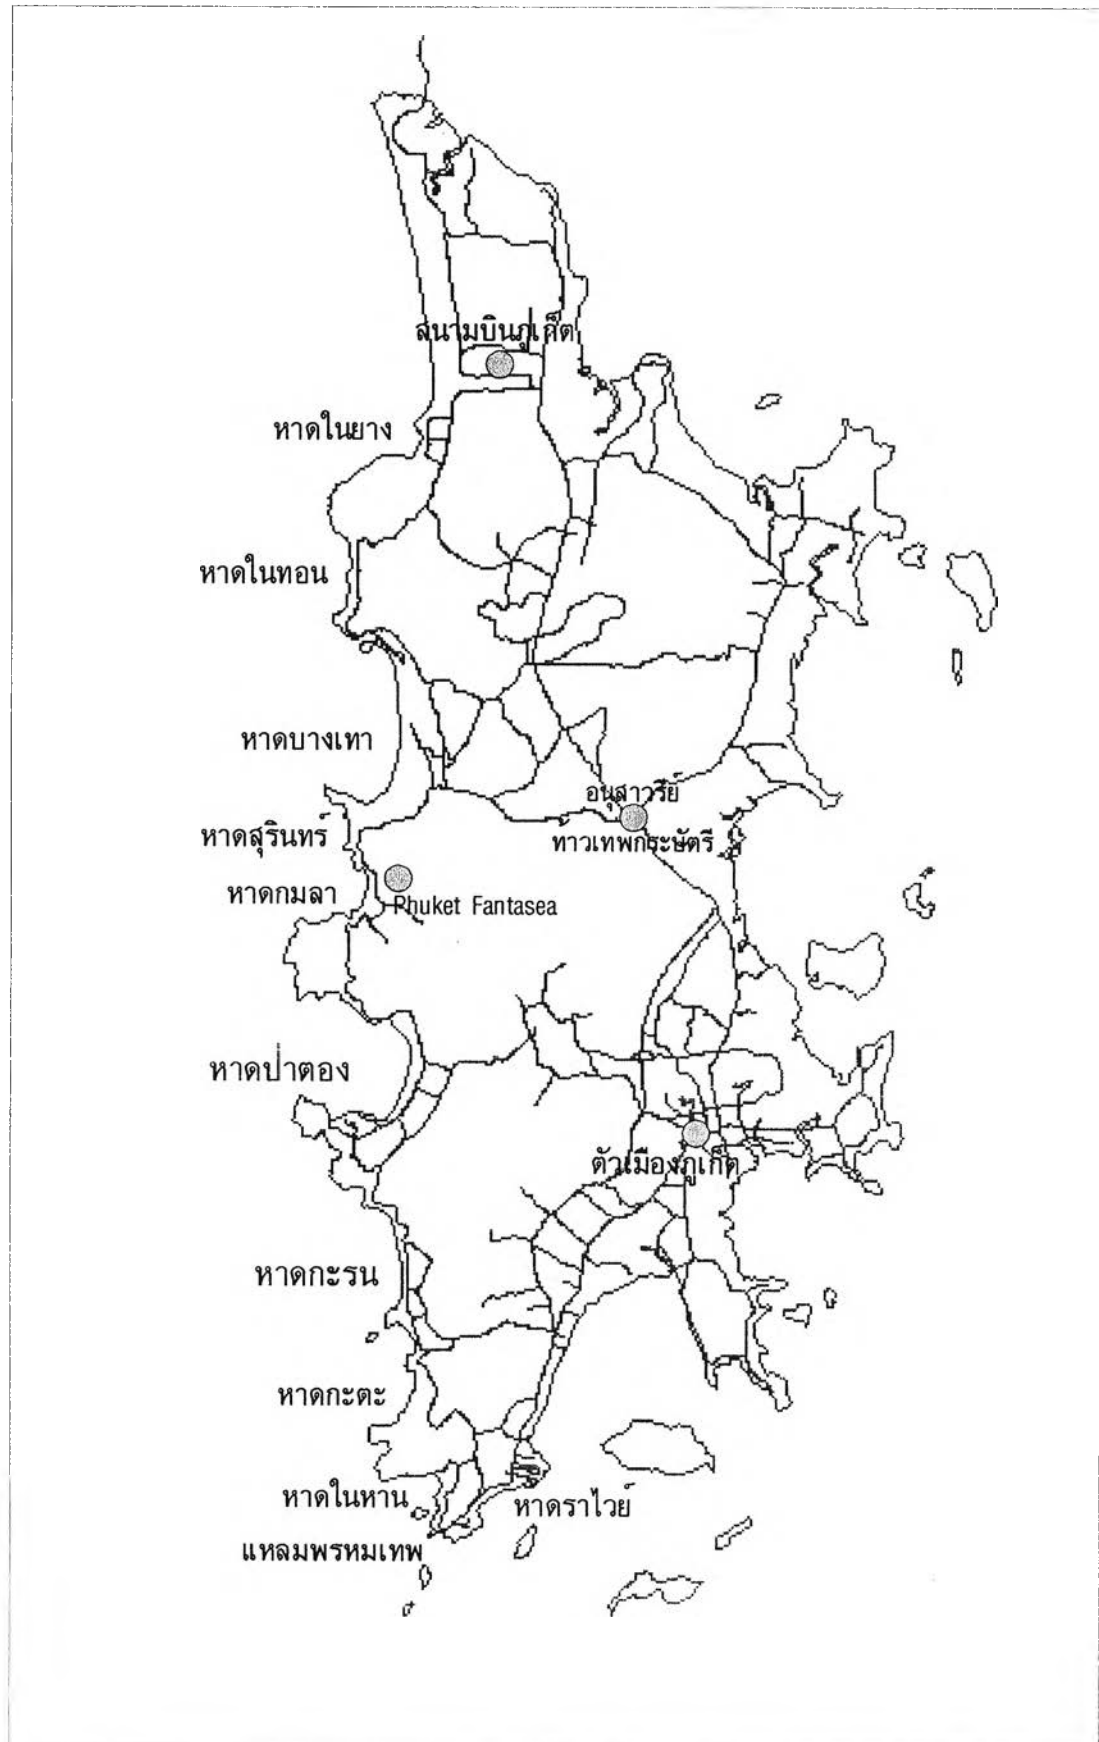 สนามบินภูเก็ต
หาดในยาง
หาดในทอน
หาดบางเทา
อนุสาวรีย์
ท้าวเทพกระษัตรี
หาดสุรินทร์
หาดกมลา
Phuket Fantasea
หาดป่าตอง
ตัวเมืองภูเก็ต
หาดกะรน
หาดกะตะ
หาดในหาน
หาดราไวย์
แหลมพรหมเทพ